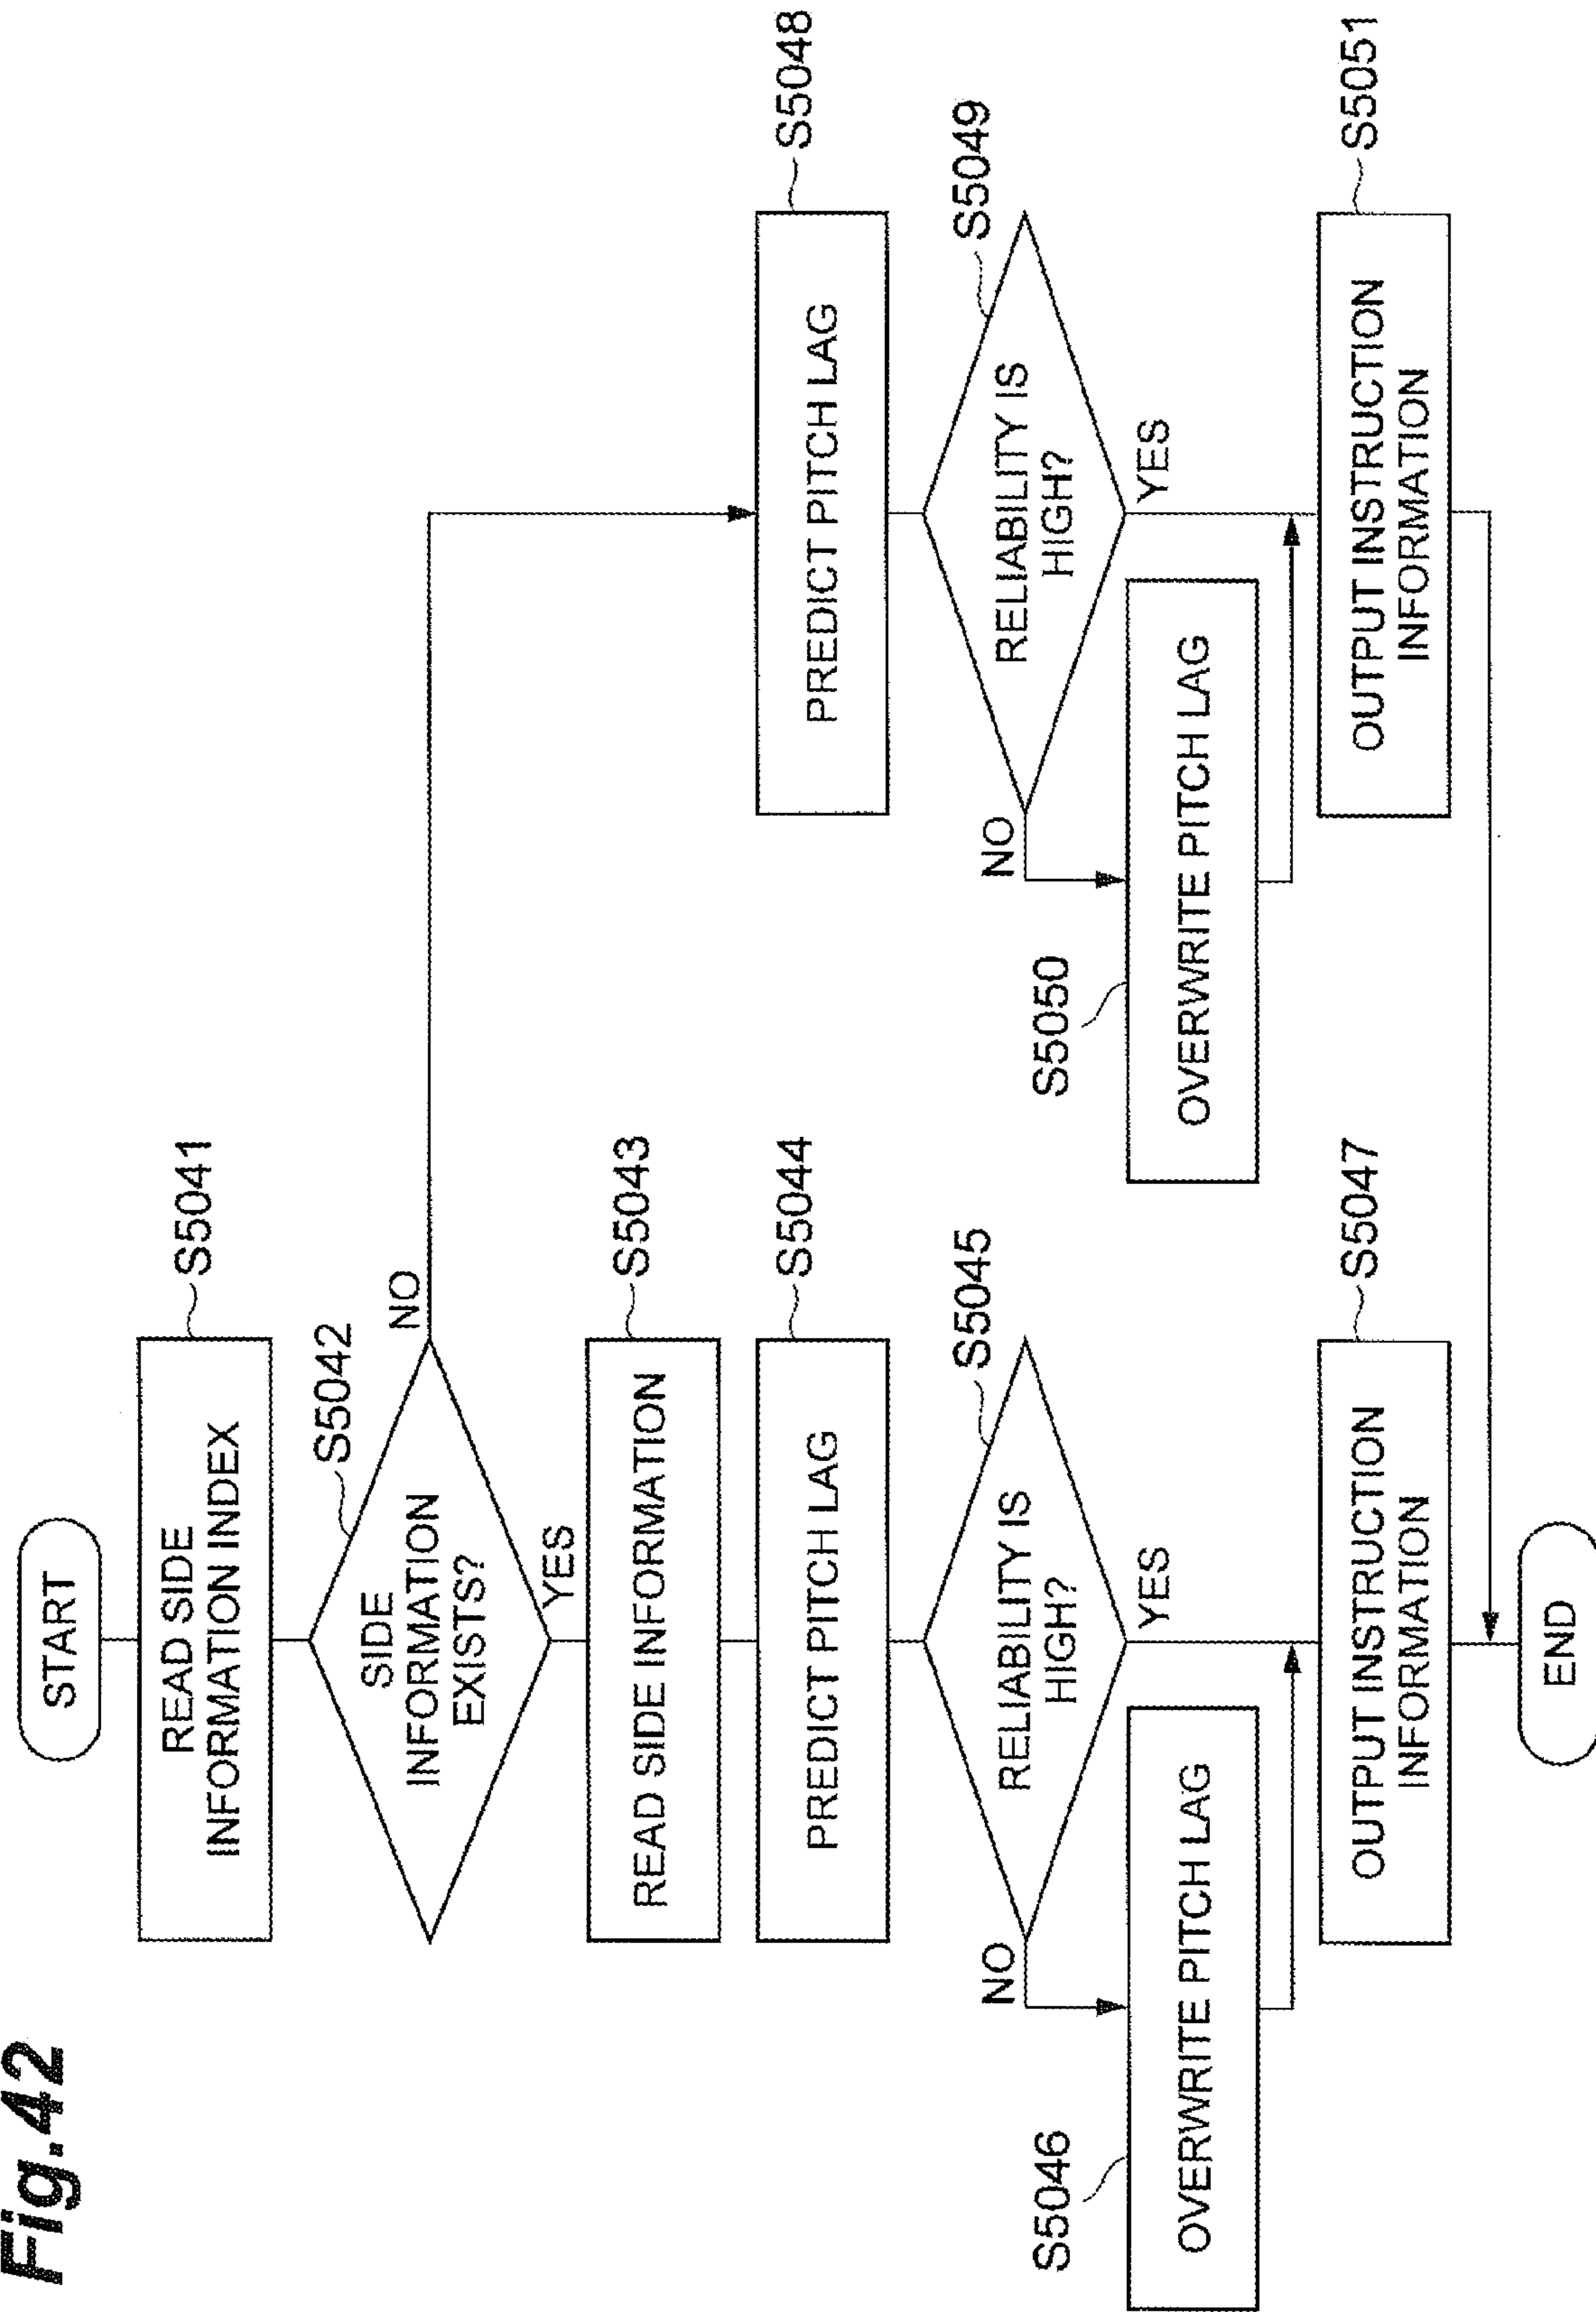 Fig.42
START
READ SIDE
INFORMATION INDEX
S5041
SIDE
INFORMATION
EXISTS?
S5042
NO
YES
READ SIDE INFORMATION
S5043
PREDICT PITCH LAG
S5044
PREDICT PITCH LAG
S5048
RELIABILITY IS
HIGH?
S5045
NO
YES
RELIABILITY IS
HIGH?
S5049
NO
YES
S5046
OVERWRITE PITCH LAG
S5050
OVERWRITE PITCH LAG
OUTPUT INSTRUCTION
INFORMATION
S5047
OUTPUT INSTRUCTION
INFORMATION
S5051
END